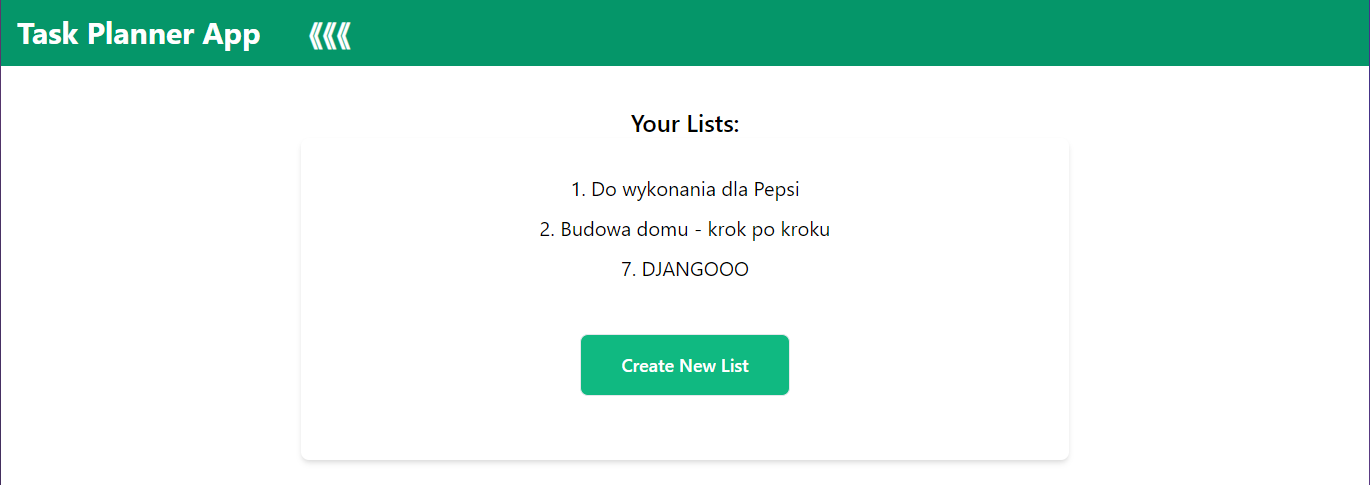 Task Planner App ⟪⟪⟪
Your Lists:
1. Do wykonania dla Pepsi
2. Budowa domu - krok po kroku
7. DJANGOOO
Create New List